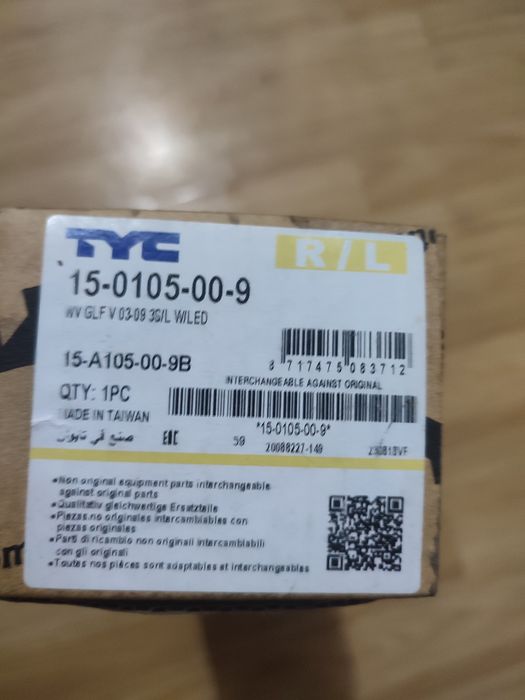 TYC
R/L
15-0105-00-9
WV GLF V 03-09 3S/L W/LED
15-A105-00-9B
8 717475 083712
INTERCHANGEABLE AGAINST ORIGINAL
QTY: 1PC
MADE IN TAIWAN
*15-0105-00-9*
صنع في تايوان
EAC
59
20088227-149
•Non original equipment parts interchangeable
against original parts
•Qualitativ gleichwertige Ersatzteile
•Piezas no originales intercambiables con
piezas originales
•Parti di ricambio non originali intercambiabili
con gli originali
•Toutes nos pièces sont adaptables et interchangeables